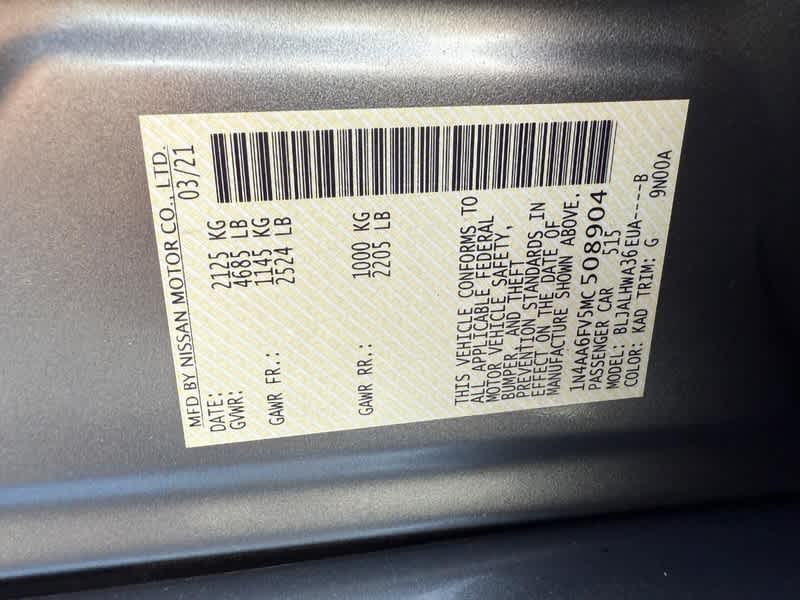 MFD BY NISSAN MOTOR CO., LTD.
DATE: 03/21
GVWR: 2125 KG
4685 LB
GAWR FR.: 1145 KG
2524 LB
GAWR RR.: 1000 KG
2205 LB
THIS VEHICLE CONFORMS TO
ALL APPLICABLE FEDERAL
MOTOR VEHICLE SAFETY,
BUMPER, AND THEFT
PREVENTION STANDARDS IN
EFFECT ON THE DATE OF
MANUFACTURE SHOWN ABOVE.
1N4AA6FV5MC508904
PASSENGER CAR 515
MODEL: BLJALHWA36EUA----B
COLOR: KAD TRIM: G 9N00A